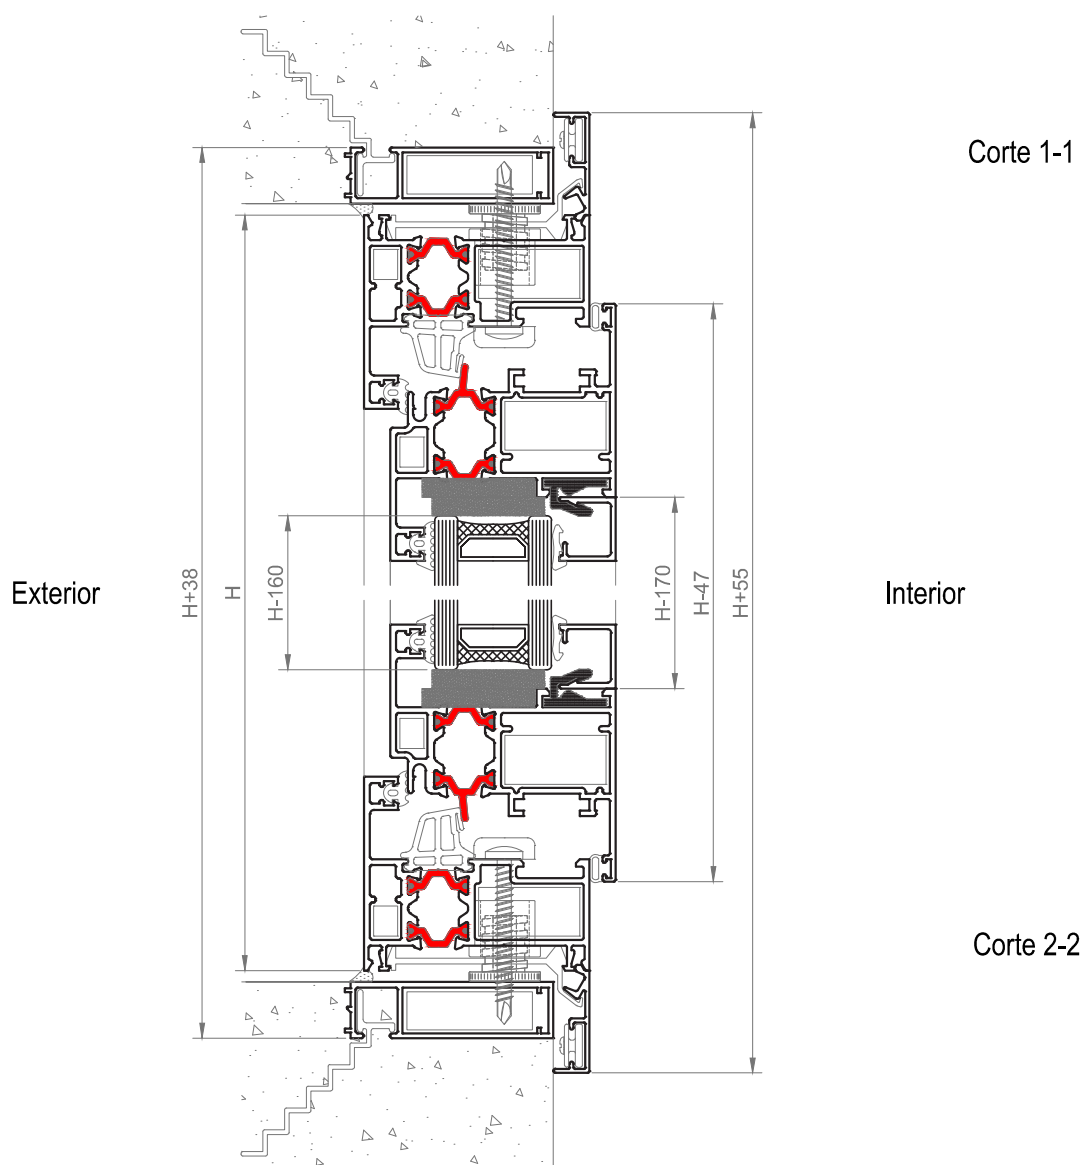 Corte 1-1
Exterior
H+38
H
H-160
H-170
H-47
H+55
Interior
Corte 2-2